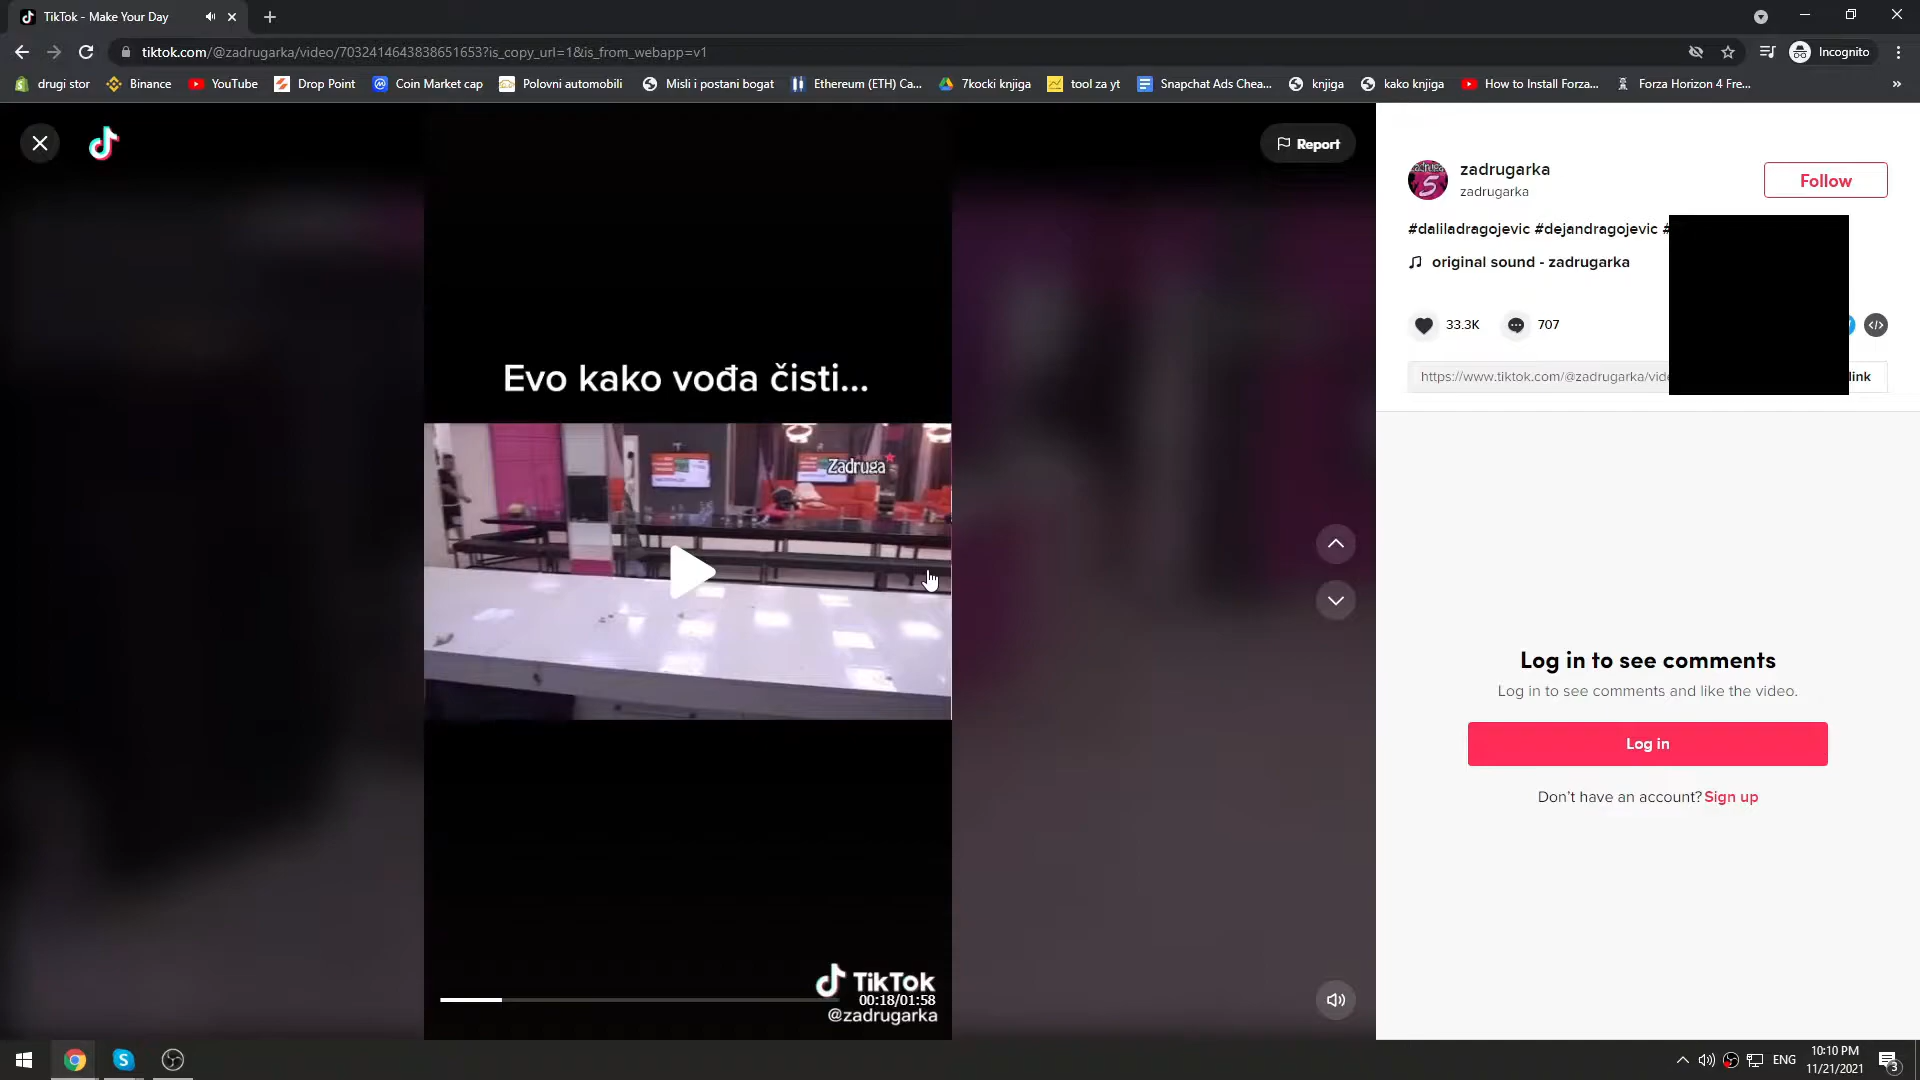 TikTok - Make Your Day
tiktok.com/@zadrugarka/video/7032414643838651653?is_copy_url=1&is_from_webapp=v1
Incognito
drugi stor
Binance
YouTube
Drop Point
Coin Market cap
Polovni automobili
Misli i postani bogat
Ethereum (ETH) Ca...
7kocki knjiga
tool za yt
Snapchat Ads Chea...
knjiga
kako knjiga
How to Install Forza...
Forza Horizon 4 Fre...
»
Report
zadrugarka
zadrugarka
Follow
#daliladragojevic #dejandragojevic #
original sound - zadrugarka
33.3K
707
https://www.tiktok.com/@zadrugarka/vide
link
Evo kako vođa čisti...
Zadruga
Log in to see comments
Log in to see comments and like the video.
Log in
Don't have an account? Sign up
TikTok
00:18/01:58
@zadrugarka
ENG
10:10 PM
11/21/2021
3